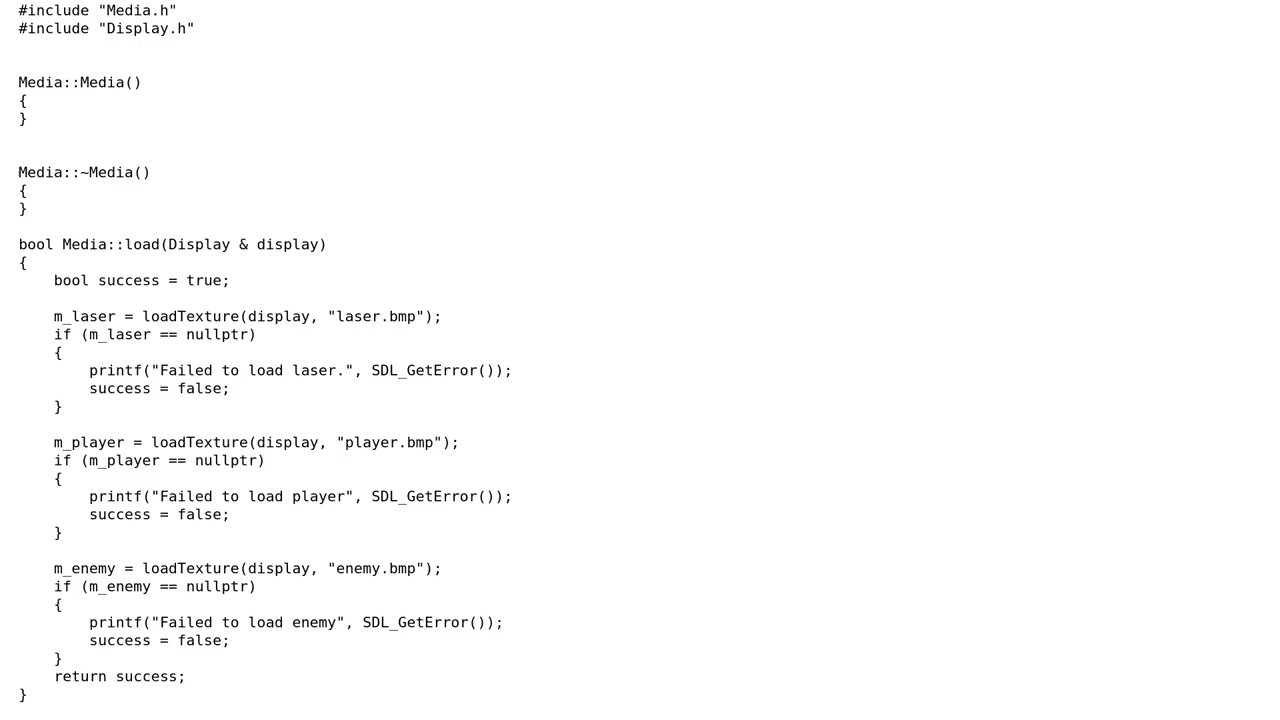 #include "Media.h"
#include "Display.h"


Media::Media()
{
}


Media::~Media()
{
}

bool Media::load(Display & display)
{
    bool success = true;

    m_laser = loadTexture(display, "laser.bmp");
    if (m_laser == nullptr)
    {
        printf("Failed to load laser.", SDL_GetError());
        success = false;
    }

    m_player = loadTexture(display, "player.bmp");
    if (m_player == nullptr)
    {
        printf("Failed to load player", SDL_GetError());
        success = false;
    }

    m_enemy = loadTexture(display, "enemy.bmp");
    if (m_enemy == nullptr)
    {
        printf("Failed to load enemy", SDL_GetError());
        success = false;
    }
    return success;
}